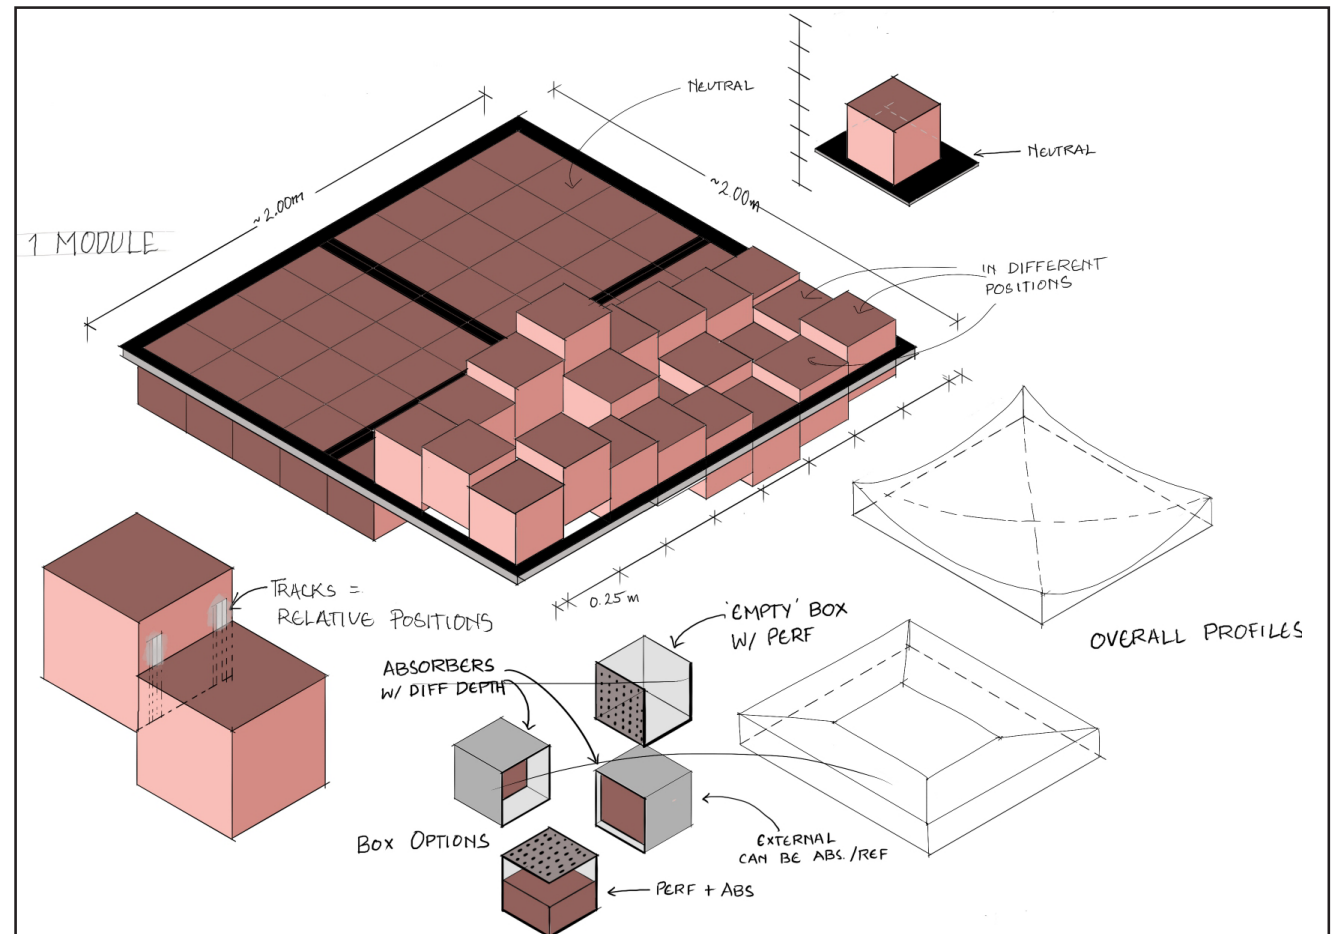 NEUTRAL
NEUTRAL
~2.00m
~2.00m
1 MODULE
IN DIFFERENT
POSITIONS
0.25m
TRACKS =
RELATIVE POSITIONS
'EMPTY' BOX
W/ PERF
OVERALL PROFILES
ABSORBERS
W/ DIFF DEPTH
BOX OPTIONS
EXTERNAL
CAN BE ABS./REF
PERF + ABS